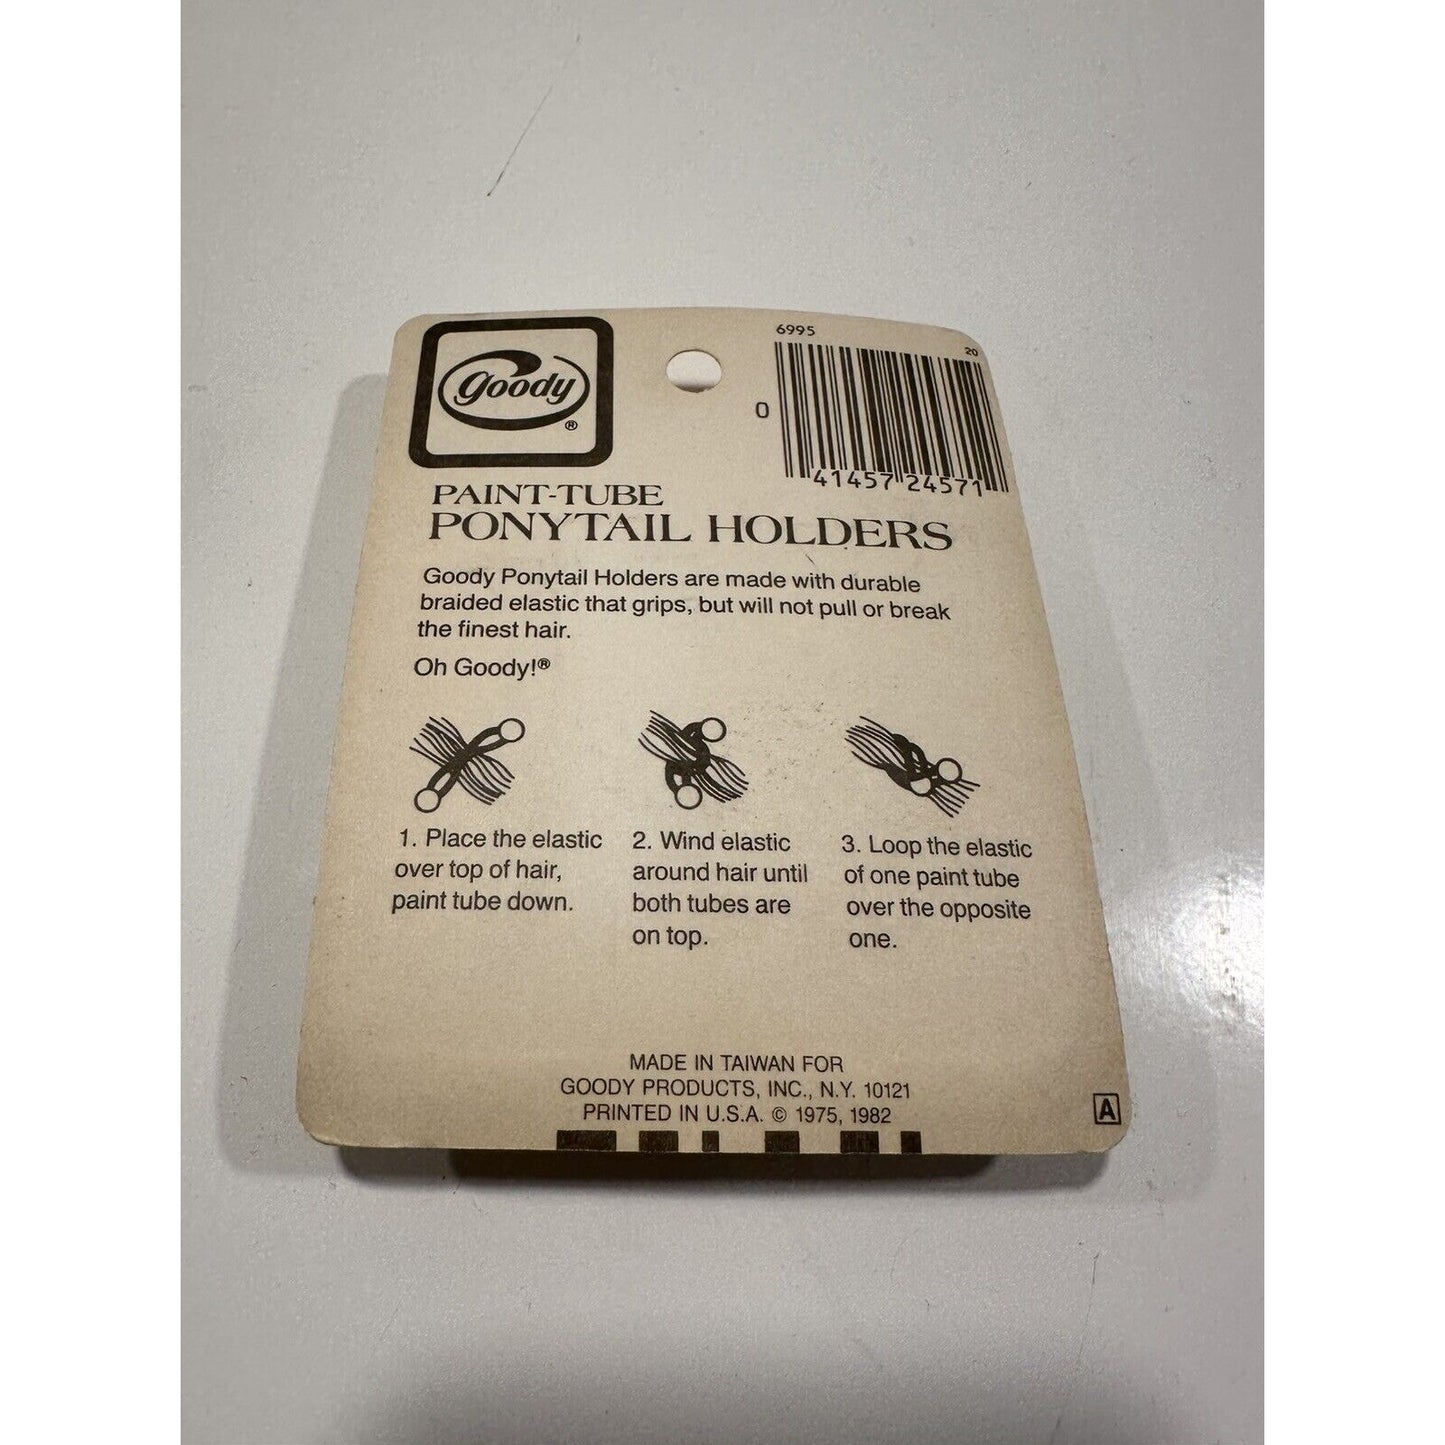 goody
®
6995
20
0
41457 24571
PAINT-TUBE
PONYTAIL HOLDERS
Goody Ponytail Holders are made with durable
braided elastic that grips, but will not pull or break
the finest hair.
Oh Goody!®
1. Place the elastic
over top of hair,
paint tube down.
2. Wind elastic
around hair until
both tubes are
on top.
3. Loop the elastic
of one paint tube
over the opposite
one.
MADE IN TAIWAN FOR
GOODY PRODUCTS, INC., N.Y. 10121
PRINTED IN U.S.A. © 1975, 1982
A